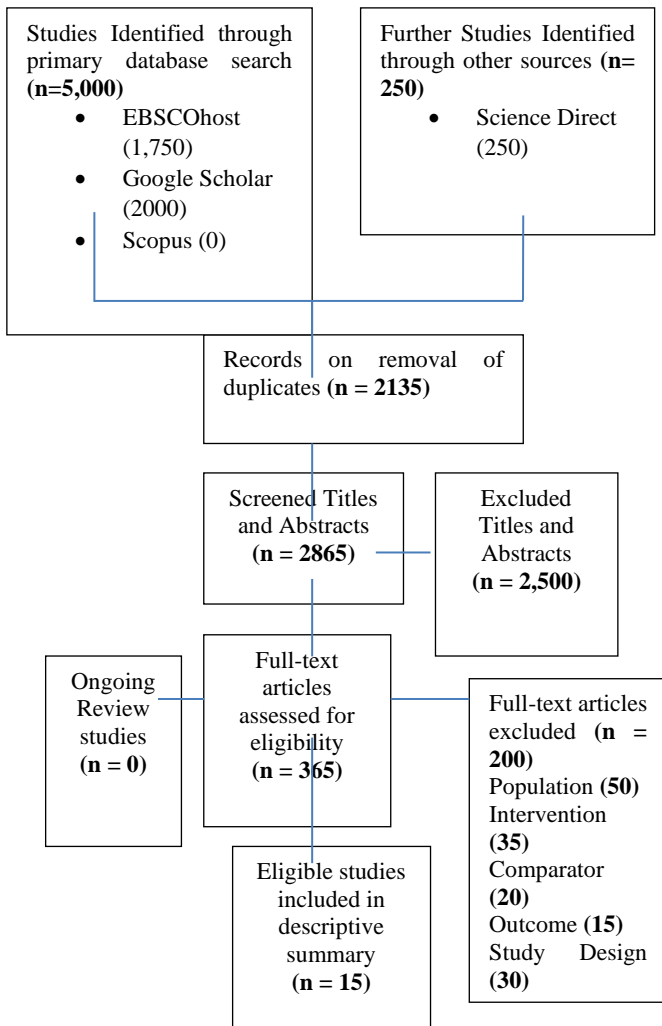 Studies Identified through
primary database search
(n=5,000)
• EBSCOhost
(1,750)
• Google Scholar
(2000)
• Scopus (0)
Further Studies Identified
through other sources (n=
250)
• Science Direct
(250)
Records on removal of
duplicates (n = 2135)
Screened Titles
and Abstracts
(n = 2865)
Excluded
Titles and
Abstracts
(n = 2,500)
Ongoing
Review
studies
(n = 0)
Full-text
articles
assessed for
eligibility
(n = 365)
Full-text articles
excluded (n =
200)
Population (50)
Intervention
(35)
Comparator
(20)
Outcome (15)
Study Design
(30)
Eligible studies
included in
descriptive
summary
(n = 15)